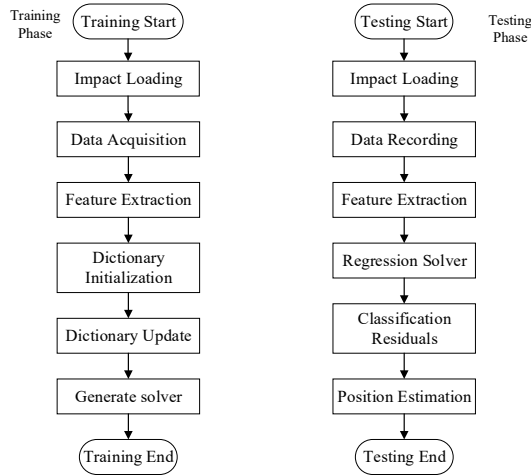 Training
Phase
Training Start
Impact Loading
Data Acquisition
Feature Extraction
Dictionary
Initialization
Dictionary Update
Generate solver
Training End
Testing
Phase
Testing Start
Impact Loading
Data Recording
Feature Extraction
Regression Solver
Classification
Residuals
Position Estimation
Testing End